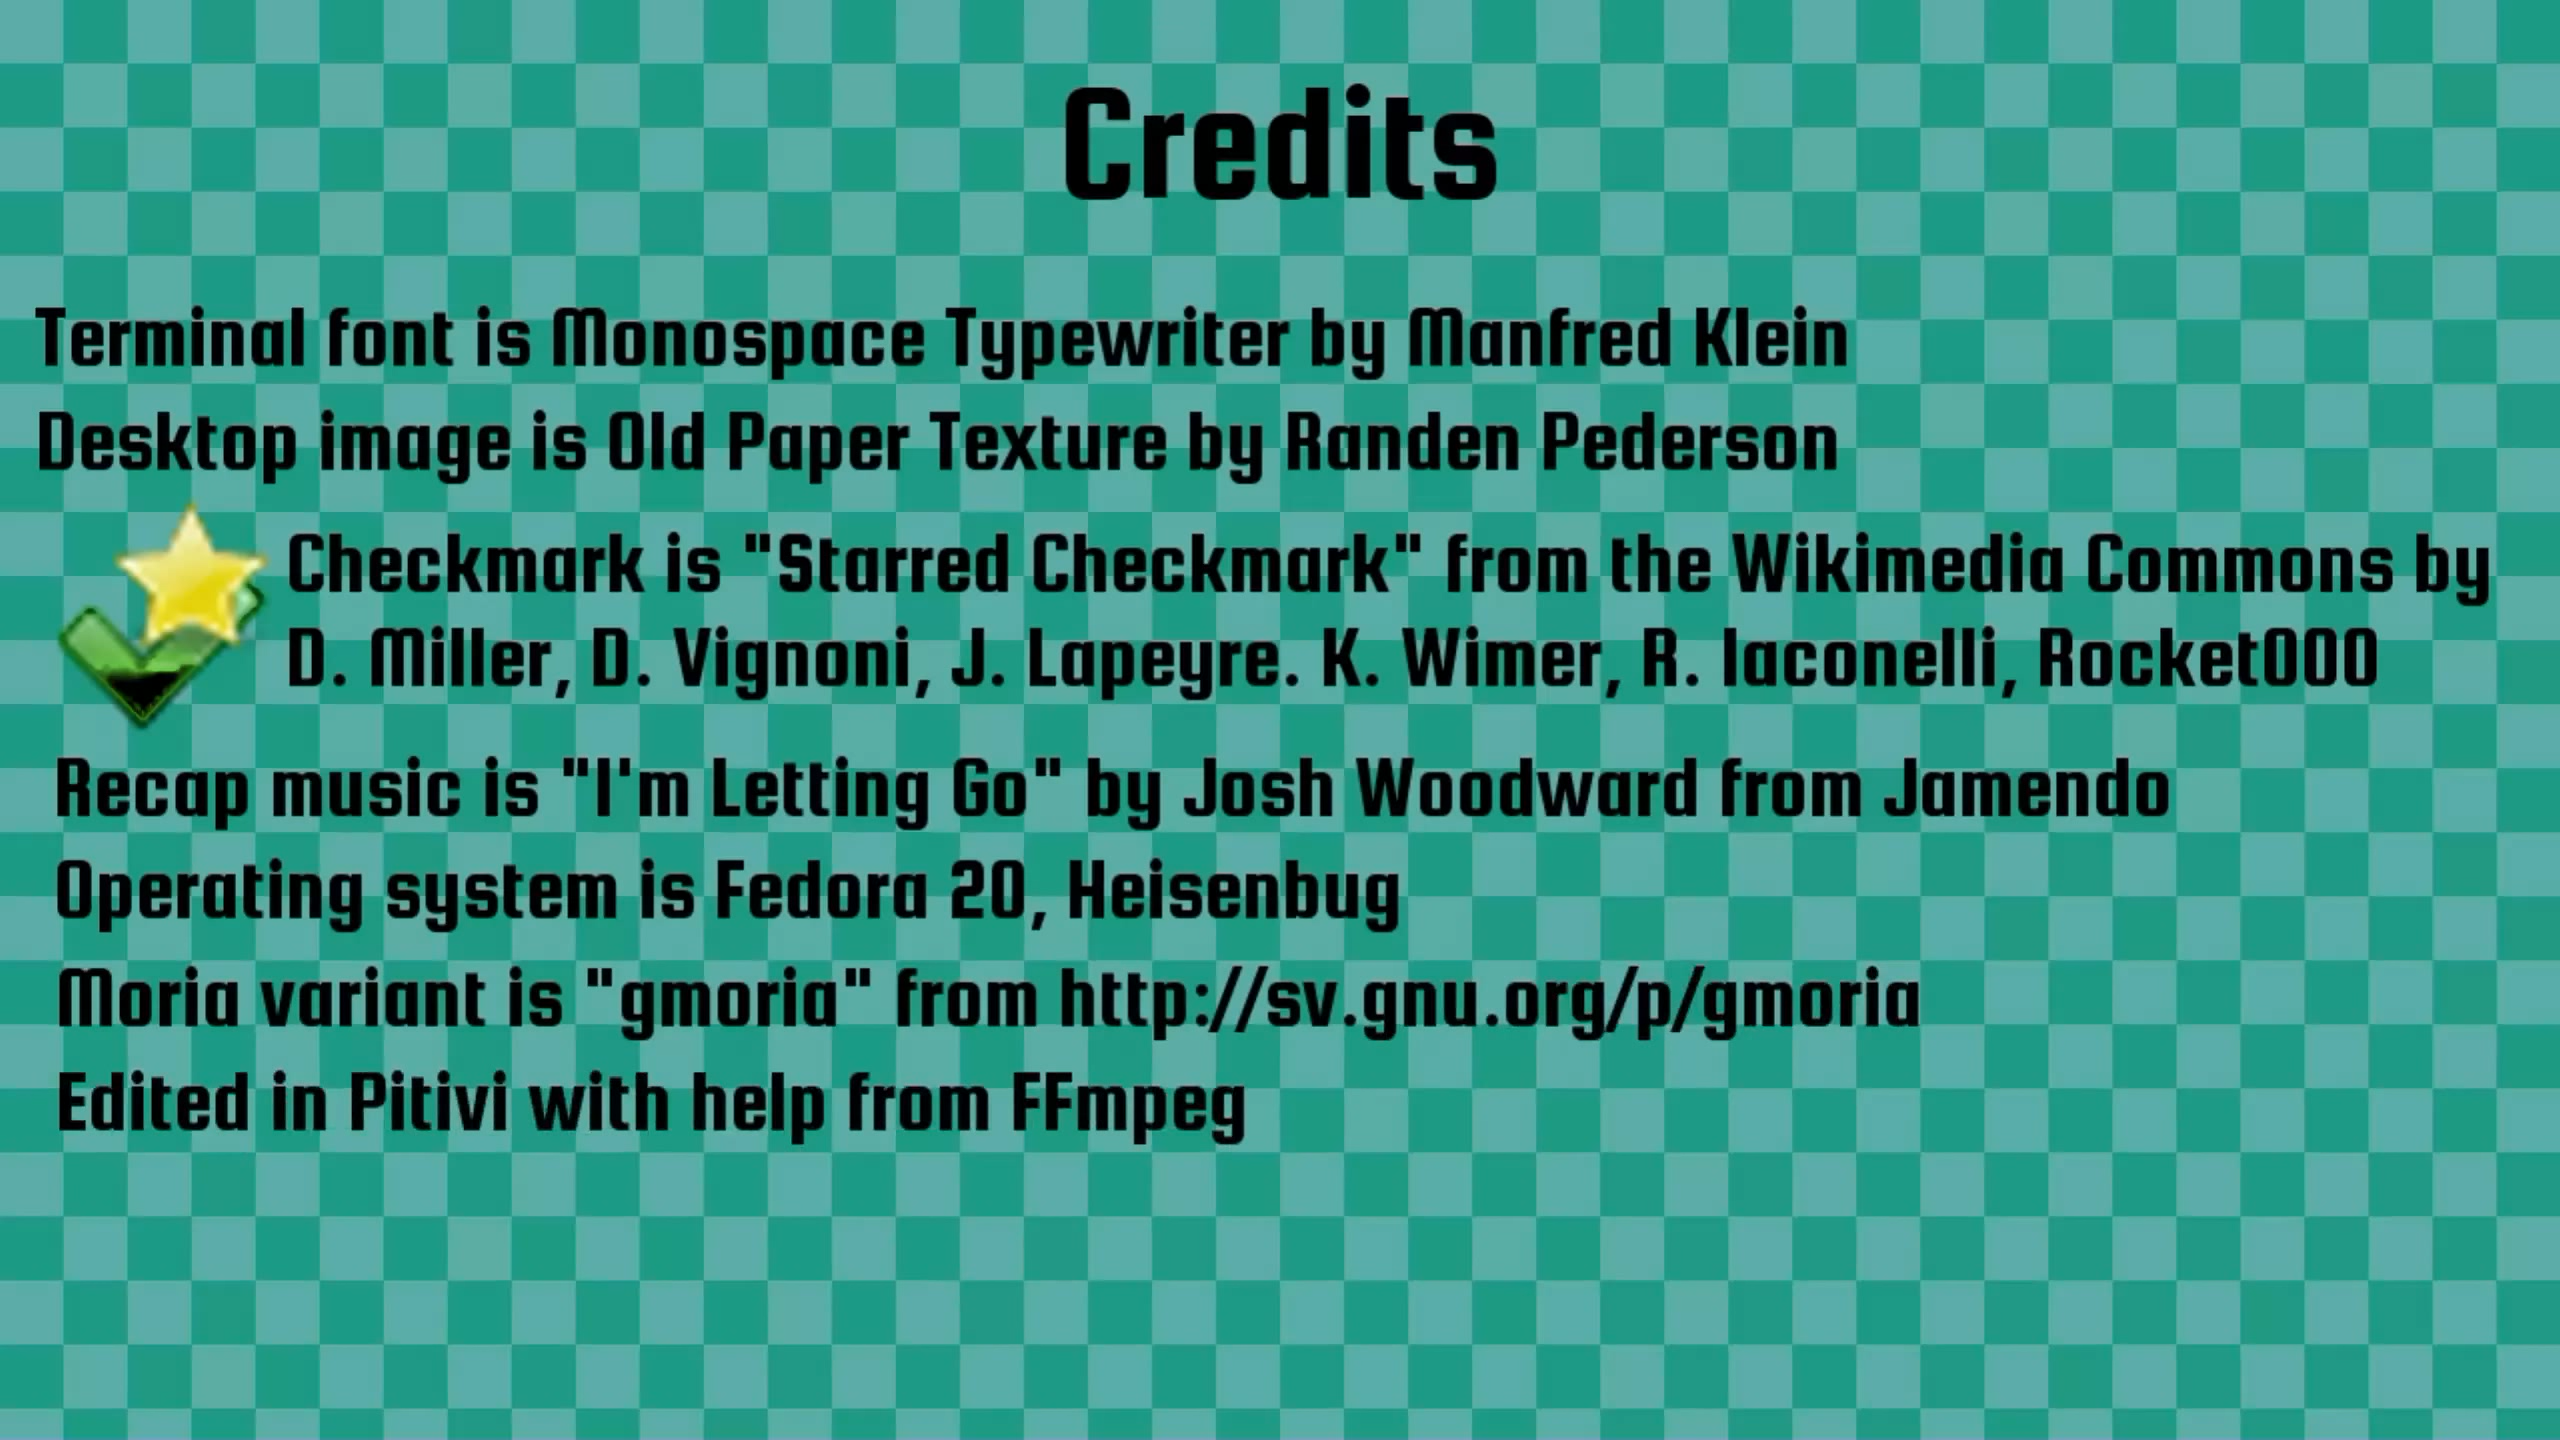 Credits
Terminal font is Monospace Typewriter by Manfred Klein
Desktop image is Old Paper Texture by Randen Pederson
Checkmark is "Starred Checkmark" from the Wikimedia Commons by
D. Miller, D. Vignoni, J. Lapeyre. K. Wimer, R. Iaconelli, Rocket000
Recap music is "I'm Letting Go" by Josh Woodward from Jamendo
Operating system is Fedora 20, Heisenbug
Moria variant is "gmoria" from http://sv.gnu.org/p/gmoria
Edited in Pitivi with help from FFmpeg